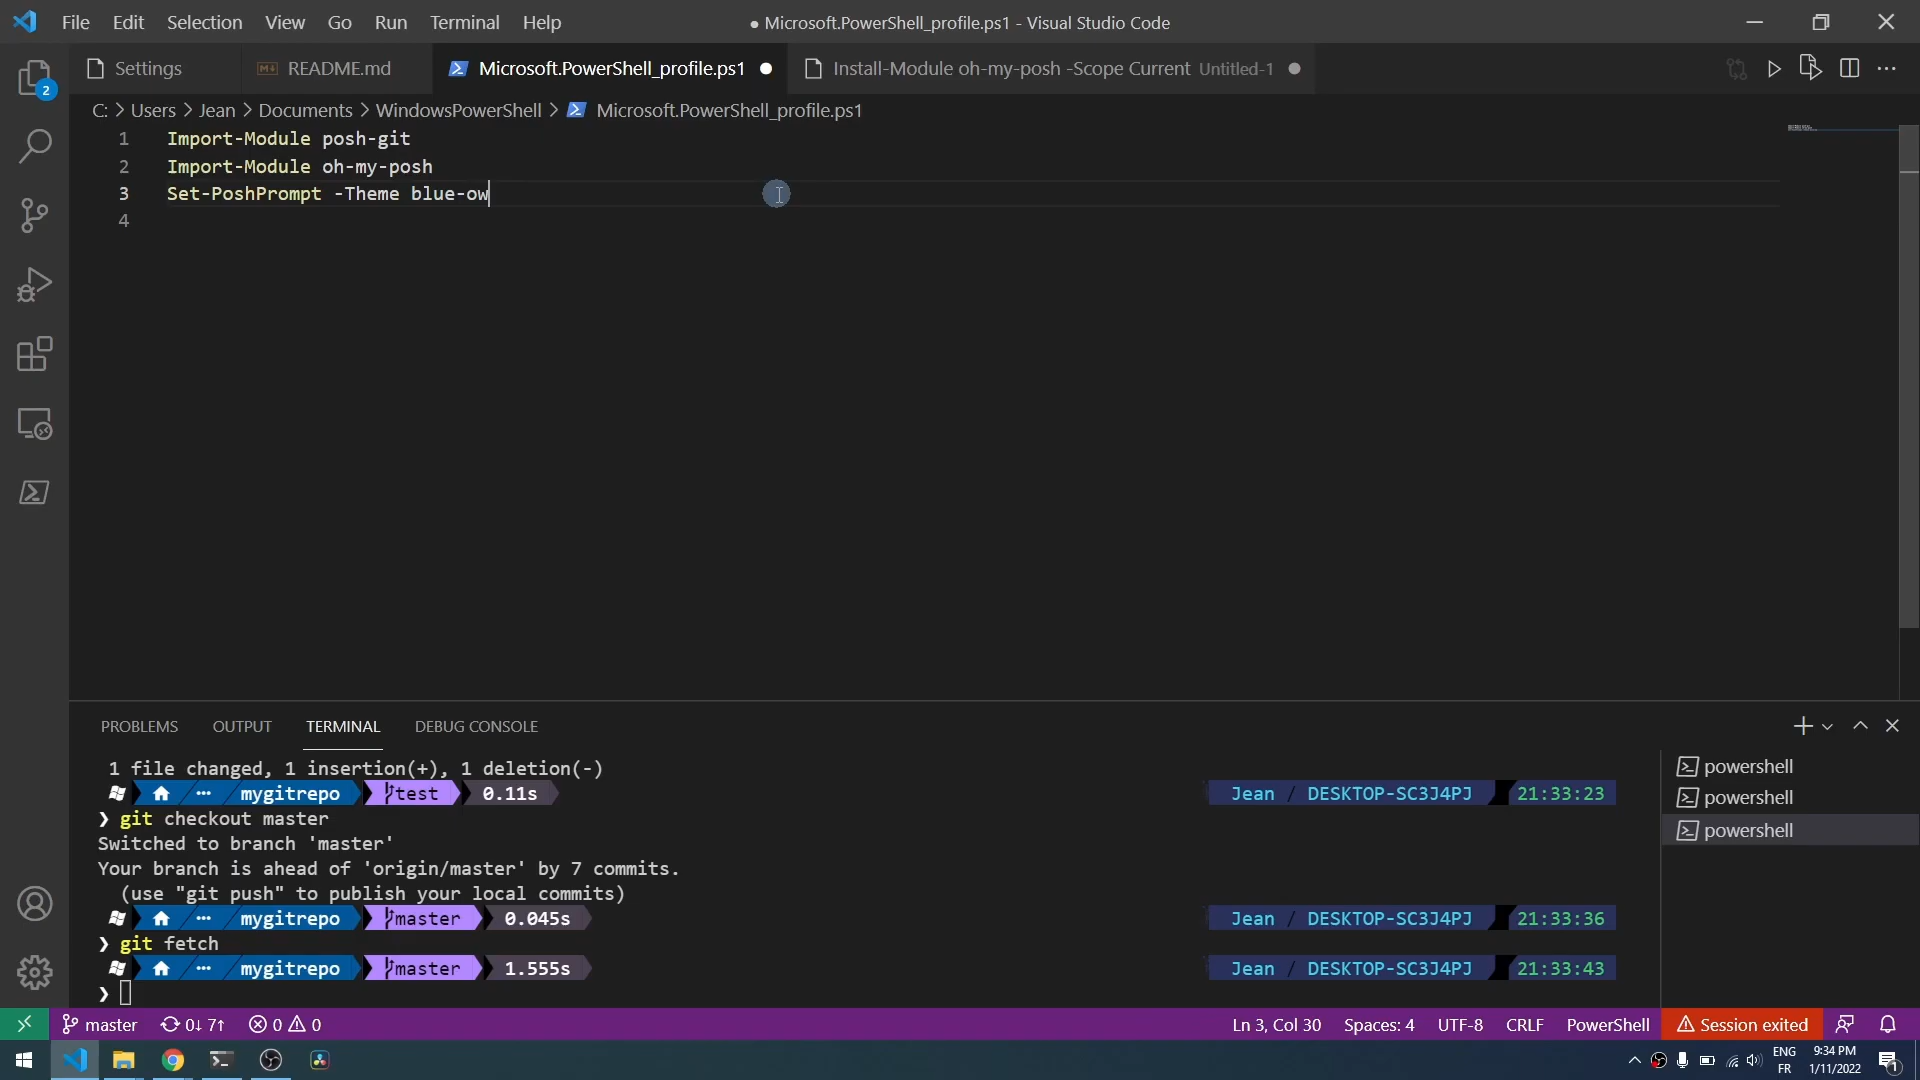 File Edit Selection View Go Run Terminal Help
● Microsoft.PowerShell_profile.ps1 - Visual Studio Code
Settings
README.md
Microsoft.PowerShell_profile.ps1
Install-Module oh-my-posh -Scope Current Untitled-1
C: > Users > Jean > Documents > WindowsPowerShell > Microsoft.PowerShell_profile.ps1
2
1 Import-Module posh-git
2 Import-Module oh-my-posh
3 Set-PoshPrompt -Theme blue-ow
4
PROBLEMS OUTPUT TERMINAL DEBUG CONSOLE
1 file changed, 1 insertion(+), 1 deletion(-)
mygitrepo test 0.11s Jean / DESKTOP-SC3J4PJ 21:33:23
❯ git checkout master
Switched to branch 'master'
Your branch is ahead of 'origin/master' by 7 commits.
(use "git push" to publish your local commits)
mygitrepo master 0.045s Jean / DESKTOP-SC3J4PJ 21:33:36
❯ git fetch
mygitrepo master 1.555s Jean / DESKTOP-SC3J4PJ 21:33:43
❯
powershell
powershell
powershell
master 0↓ 7↑ 0 0 Ln 3, Col 30 Spaces: 4 UTF-8 CRLF PowerShell Session exited
ENG
FR
9:34 PM
1/11/2022
1